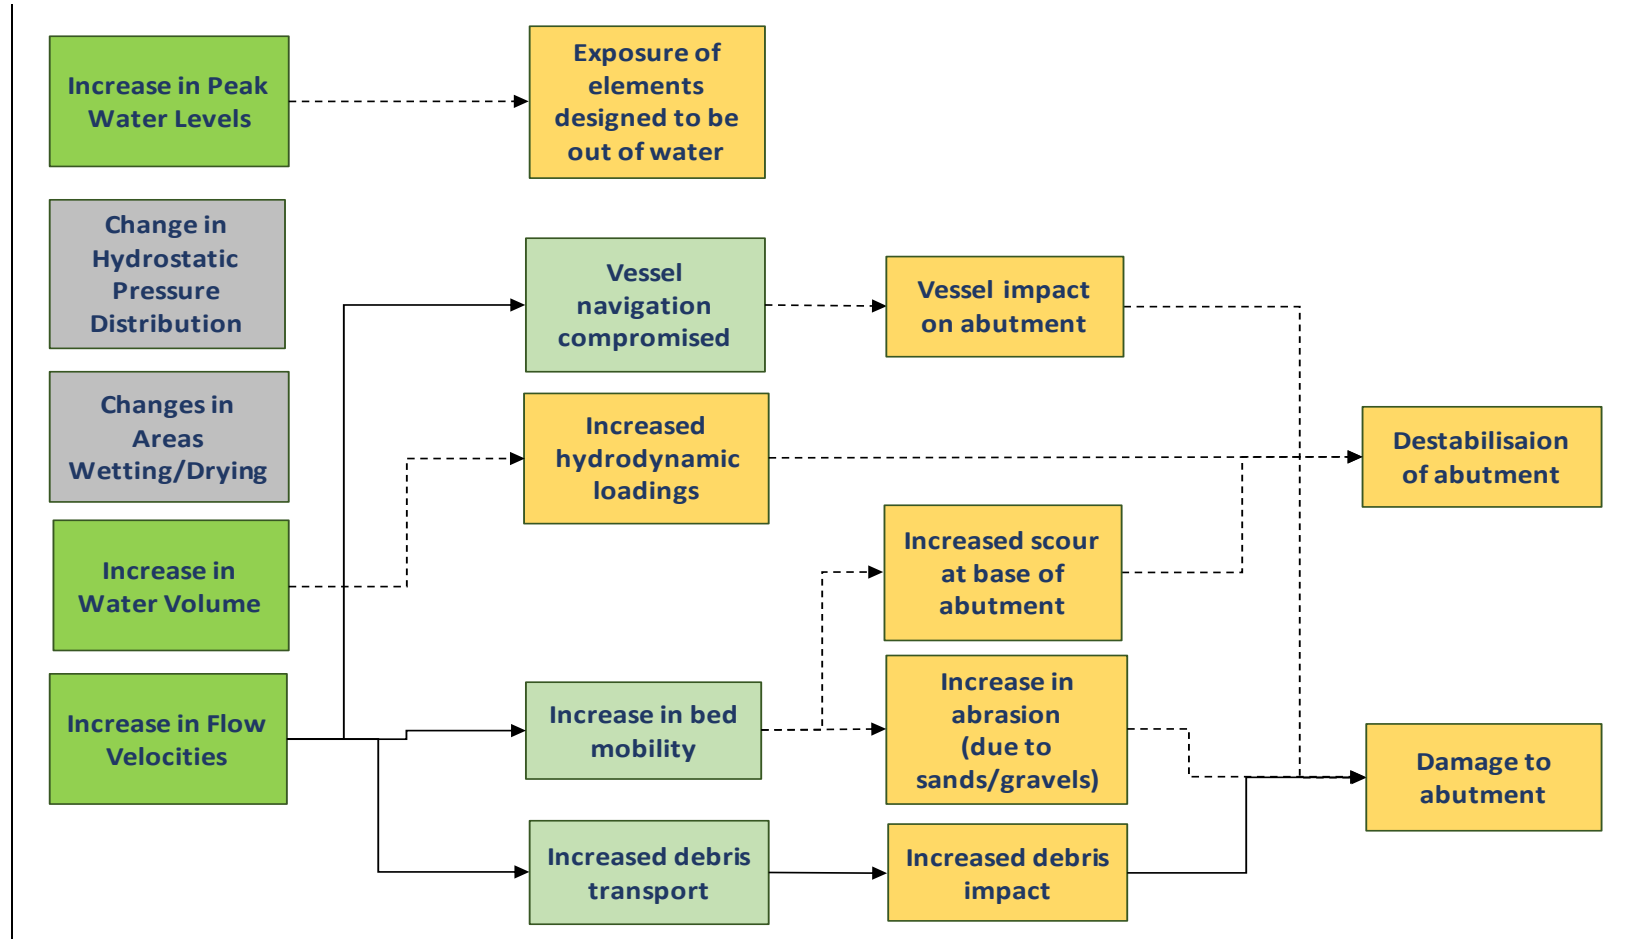 Increase in Peak
Water Levels
Exposure of
elements
designed to be
out of water
Change in
Hydrostatic
Pressure
Distribution
Vessel
navigation
compromised
Vessel impact
on abutment
Changes in
Areas
Wetting/Drying
Increased
hydrodynamic
loadings
Destabilisaion
of abutment
Increase in
Water Volume
Increased scour
at base of
abutment
Increase in Flow
Velocities
Increase in bed
mobility
Increase in
abrasion
(due to
sands/gravels)
Damage to
abutment
Increased debris
transport
Increased debris
impact